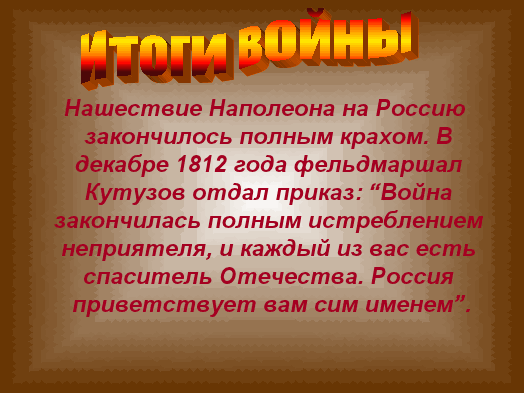 Итоги войны
Нашествие Наполеона на Россию
закончилось полным крахом. В
декабре 1812 года фельдмаршал
Кутузов отдал приказ: “Война
закончилась полным истреблением
неприятеля, и каждый из вас есть
спаситель Отечества. Россия
приветствует вам сим именем”.